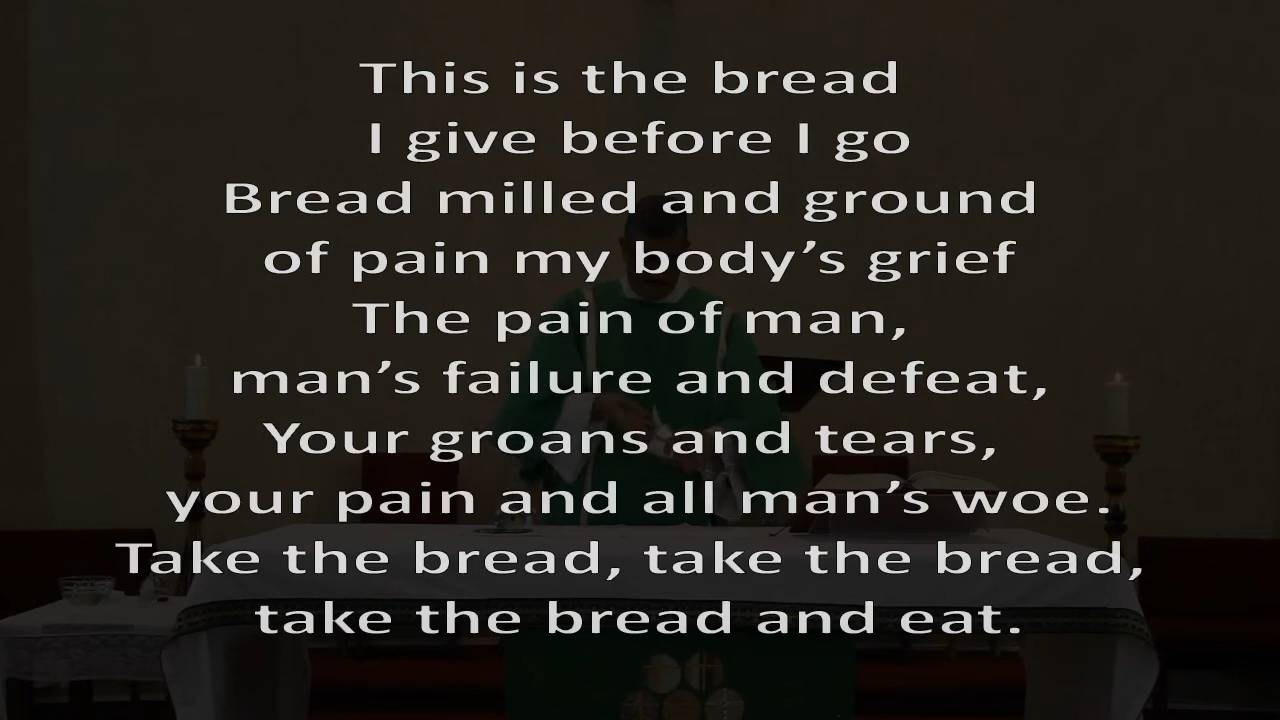 This is the bread
I give before I go
Bread milled and ground
of pain my body’s grief
The pain of man,
man’s failure and defeat,
Your groans and tears,
your pain and all man’s woe.
Take the bread, take the bread,
take the bread and eat.